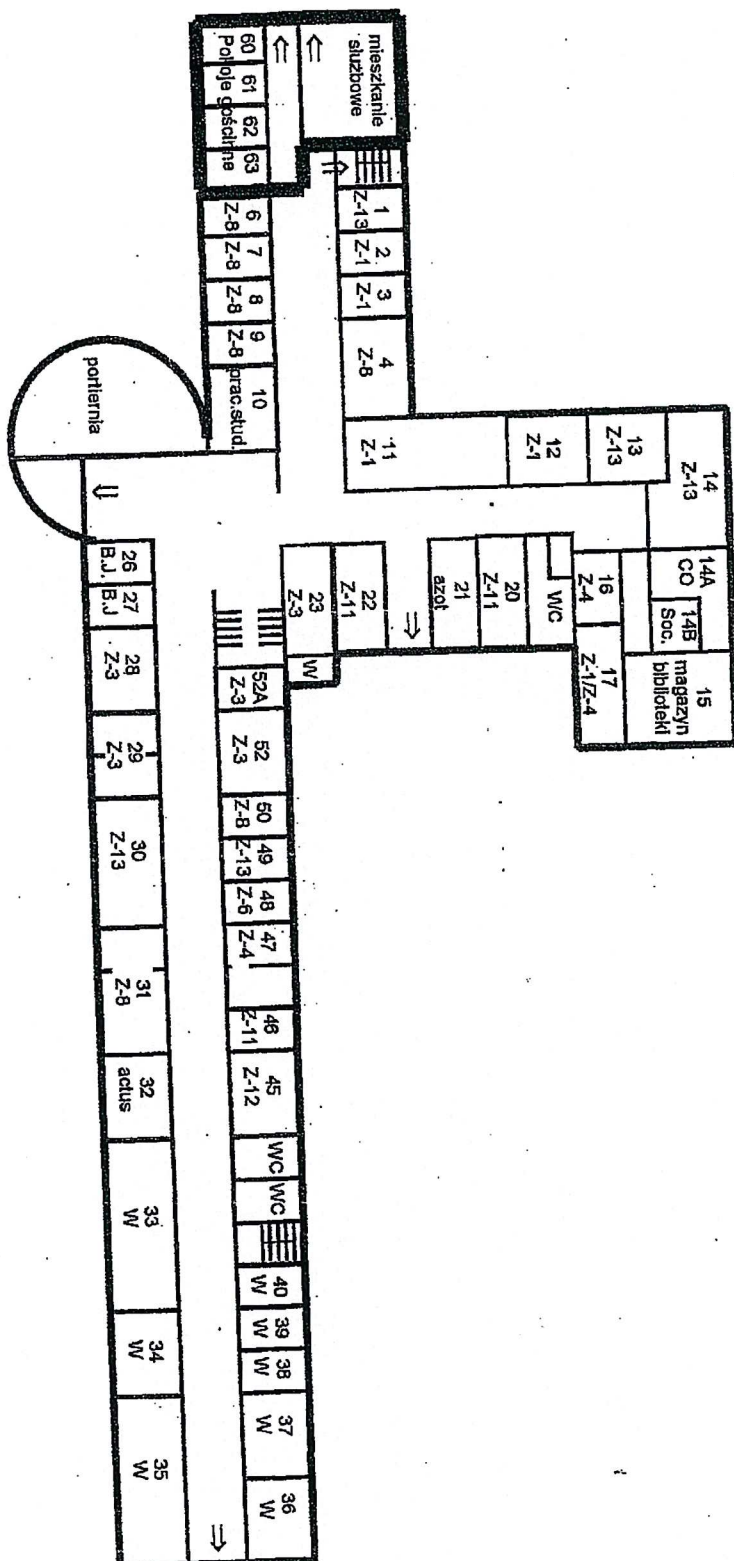 mieszkanie
służbowe
60
61
62
63
Pokoje gościnne
1
Z-13
2
Z-1
3
Z-1
4
Z-8
6
Z-8
7
Z-8
8
Z-8
9
Z-8
10
prac.stud.
portiernia
11
Z-1
12
Z-1
13
Z-13
14
Z-13
14A
CO
14B
Soc.
15
magazyn
biblioteki
16
Z-4
17
Z-1/Z-4
WC
20
Z-11
21
azot
22
Z-11
23
Z-3
W
52A
Z-3
52
Z-3
50
Z-8
49
Z-13
48
Z-6
47
Z-4
46
Z-11
45
Z-12
WC
WC
40
W
39
W
38
W
37
W
36
W
26
B.J.
27
B.J
28
Z-3
29
Z-3
30
Z-13
31
Z-8
32
actus
33
W
34
W
35
W